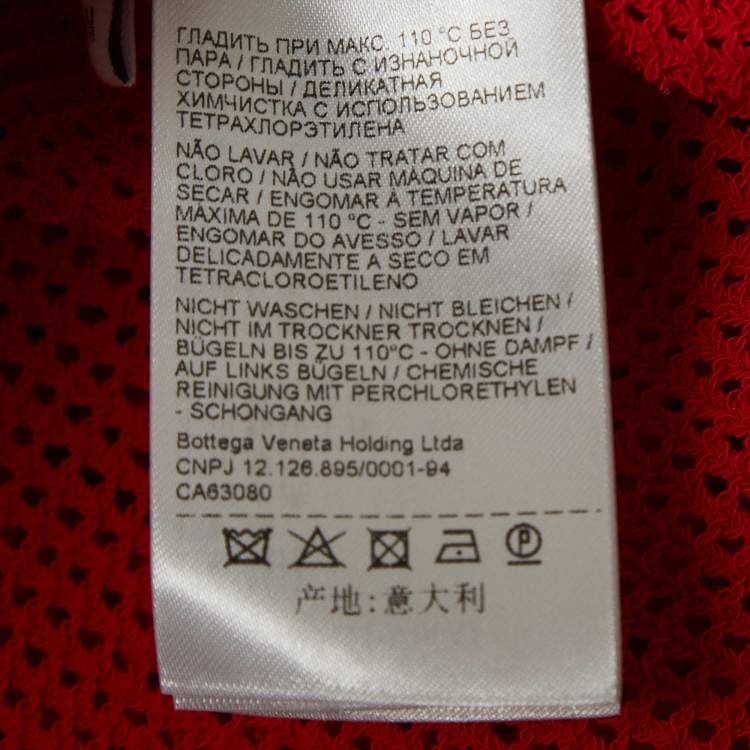 ГЛАДИТЬ ПРИ МАКС. 110 °C БЕЗ
ПАРА / ГЛАДИТЬ С ИЗНАНОЧНОЙ
СТОРОНЫ / ДЕЛИКАТНАЯ
ХИМЧИСТКА С ИСПОЛЬЗОВАНИЕМ
ТЕТРАХЛОРЭТИЛЕНА
NÃO LAVAR / NÃO TRATAR COM
CLORO / NÃO USAR MÁQUINA DE
SECAR / ENGOMAR À TEMPERATURA
MÁXIMA DE 110 °C - SEM VAPOR /
ENGOMAR DO AVESSO / LAVAR
DELICADAMENTE A SECO EM
TETRACLOROETILENO
NICHT WASCHEN / NICHT BLEICHEN /
NICHT IM TROCKNER TROCKNEN /
BÜGELN BIS ZU 110°C - OHNE DAMPF /
AUF LINKS BÜGELN / CHEMISCHE
REINIGUNG MIT PERCHLORETHYLEN
- SCHONGANG
Bottega Veneta Holding Ltda
CNPJ 12.126.895/0001-94
CA63080
P
产地:意大利